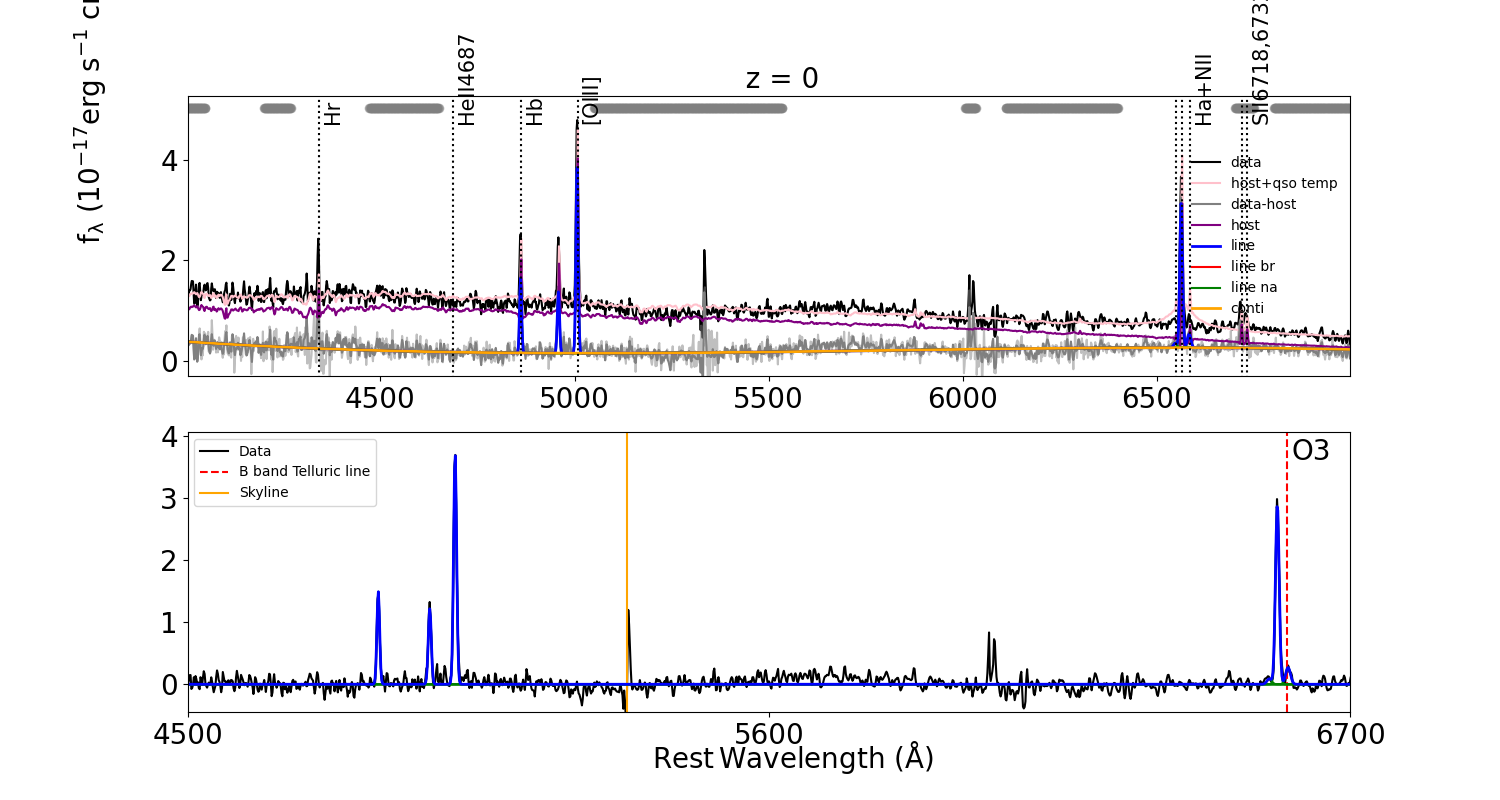 z = 0
f_λ (10^−17 erg s^−1
Hr
HeII4687
Hb
[OIII]
Ha+NII
SII6718,673
data
host+qso temp
data-host
host
line
line br
line na
conti
4
2
0
4500
5000
5500
6000
6500
Data
B band Telluric line
Skyline
O3
4
3
2
1
0
4500
5600
6700
Rest Wavelength (Å)